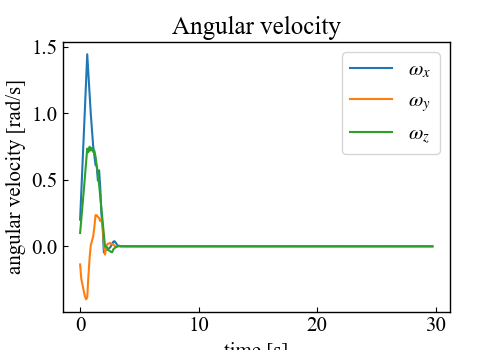 Angular velocity
angular velocity [rad/s]
1.5
1.0
0.5
0.0
ωx
ωy
ωz
0 10 20 30
time [s]